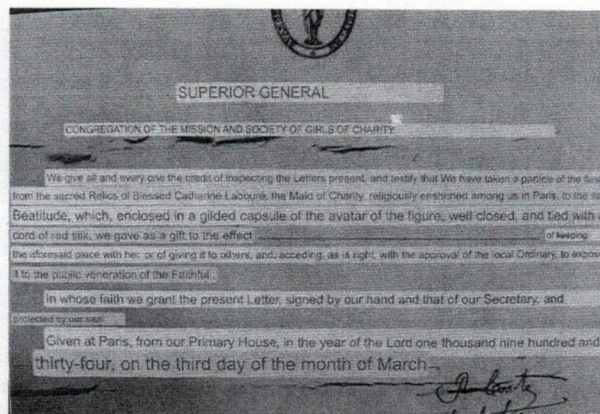 SUPERIOR GENERAL
CONGREGATION OF THE MISSION AND SOCIETY OF GIRLS OF CHARITY
We give all and every one the credit of inspecting the Letters present, and testify that We have taken a particle of the
from the sacred Relics of Blessed Catherine Labouré, the Maid of Charity, religiously enshrined among us in Paris, to the
Beatitude, which, enclosed in a gilded capsule of the avatar of the figure, well closed, and tied with
cord of red silk, we gave as a gift to the effect of keeping
the aforesaid place with her, or of giving it to others, and, acceding, as is right, with the approval of the local Ordinary, to expose
it to the public veneration of the Faithful.
In whose faith we grant the present Letter, signed by our hand and that of our Secretary, and
protected by our seal.
Given at Paris, from our Primary House, in the year of the Lord one thousand nine hundred and
thirty-four, on the third day of the month of March